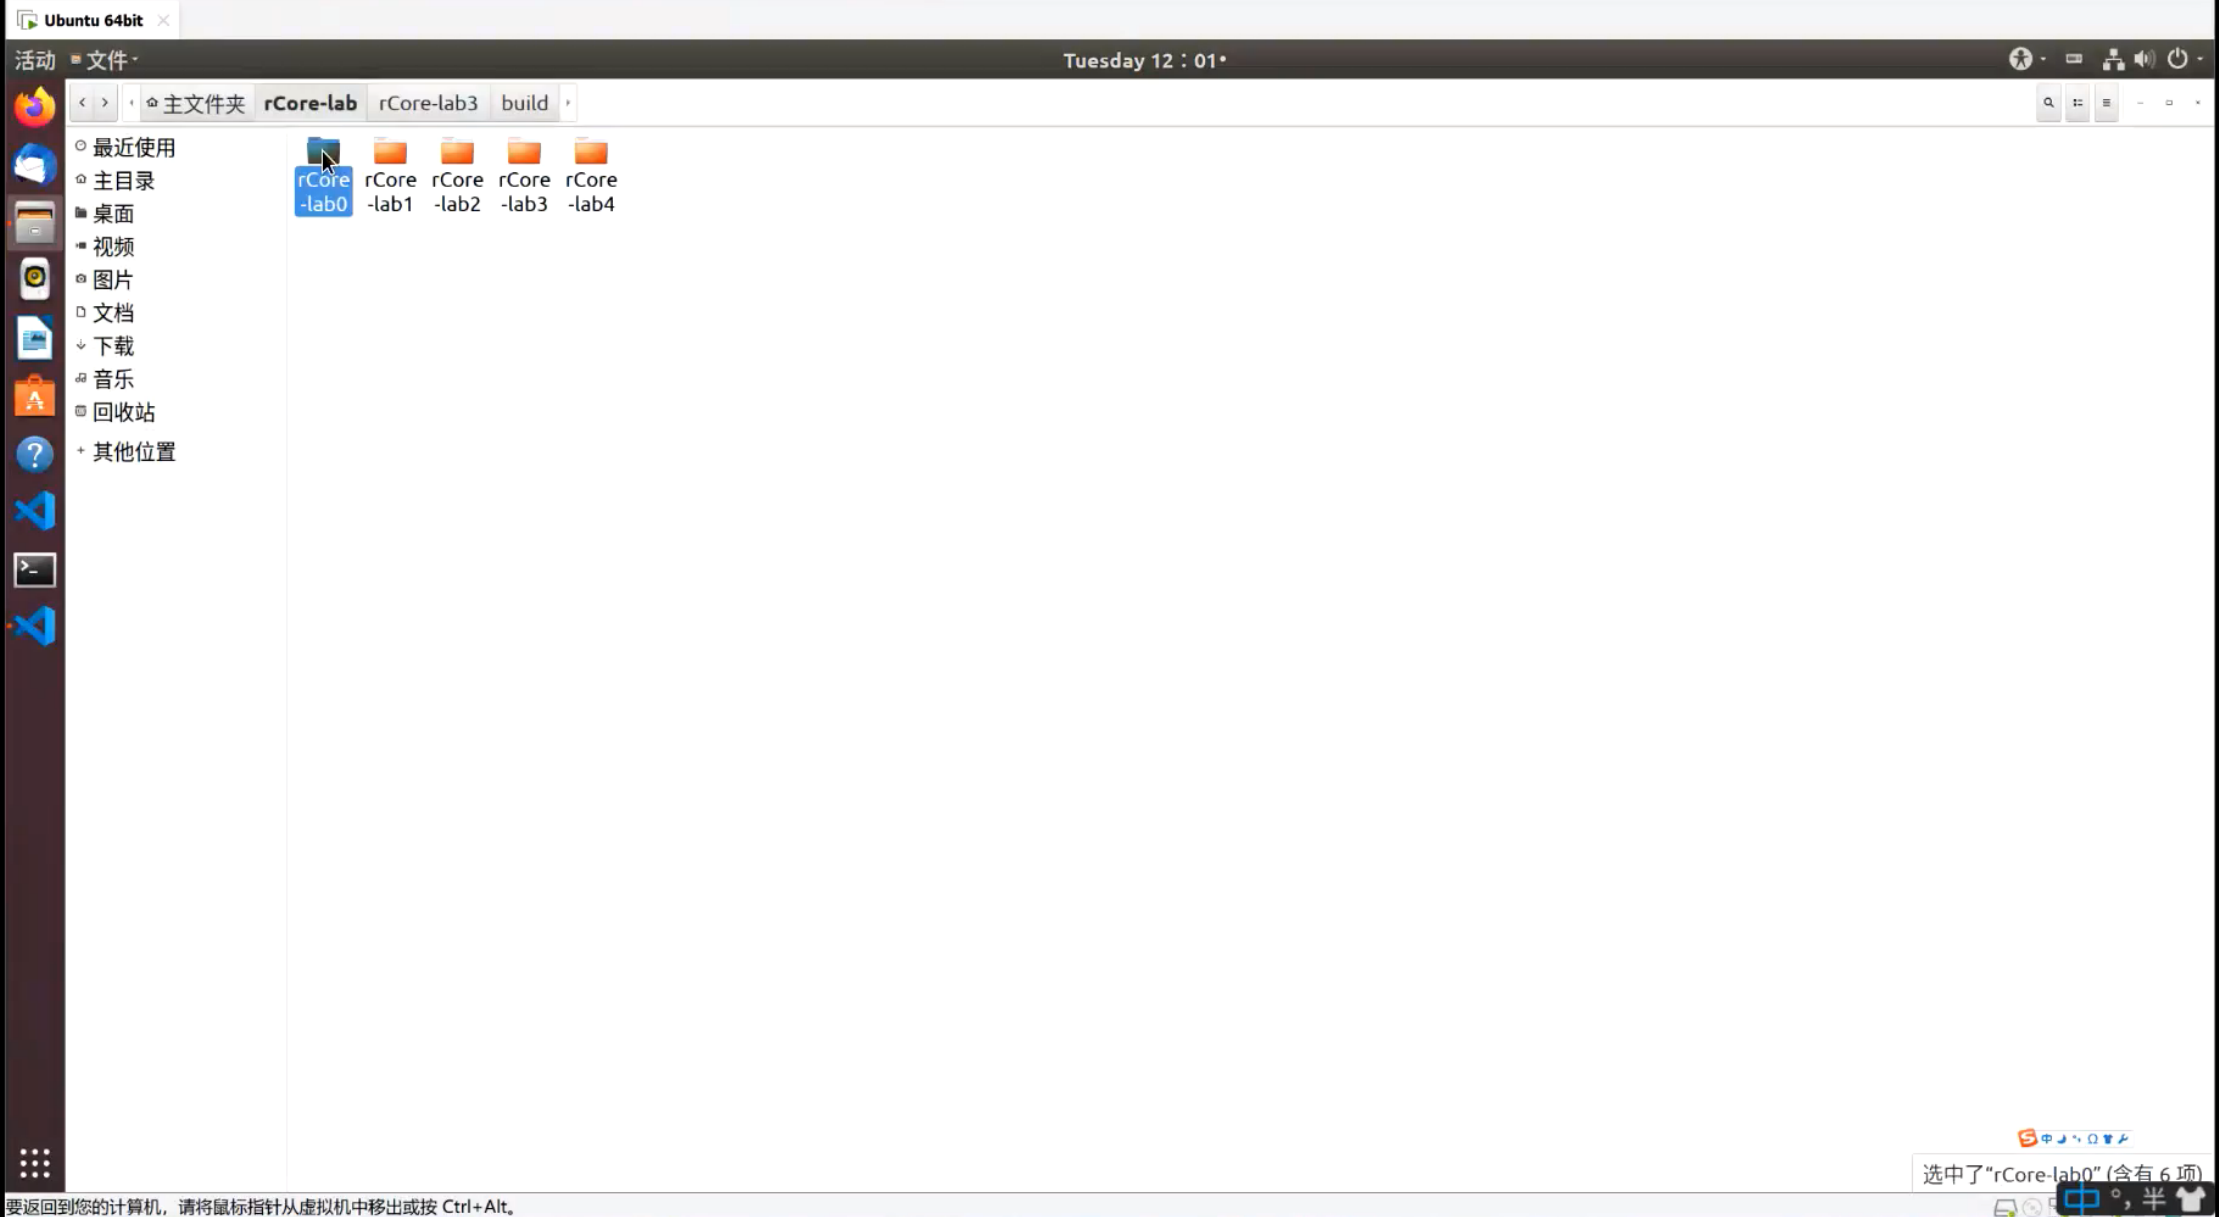 Ubuntu 64bit
活动 文件 Tuesday 12：01
主文件夹 rCore-lab rCore-lab3 build
最近使用
主目录
桌面
视频
图片
文档
下载
音乐
回收站
其他位置
rCore-lab0
rCore-lab1
rCore-lab2
rCore-lab3
rCore-lab4
中
选中了“rCore-lab0” (含有 6 项)
中 °, 半
要返回到您的计算机，请将鼠标指针从虚拟机中移出或按 Ctrl+Alt。